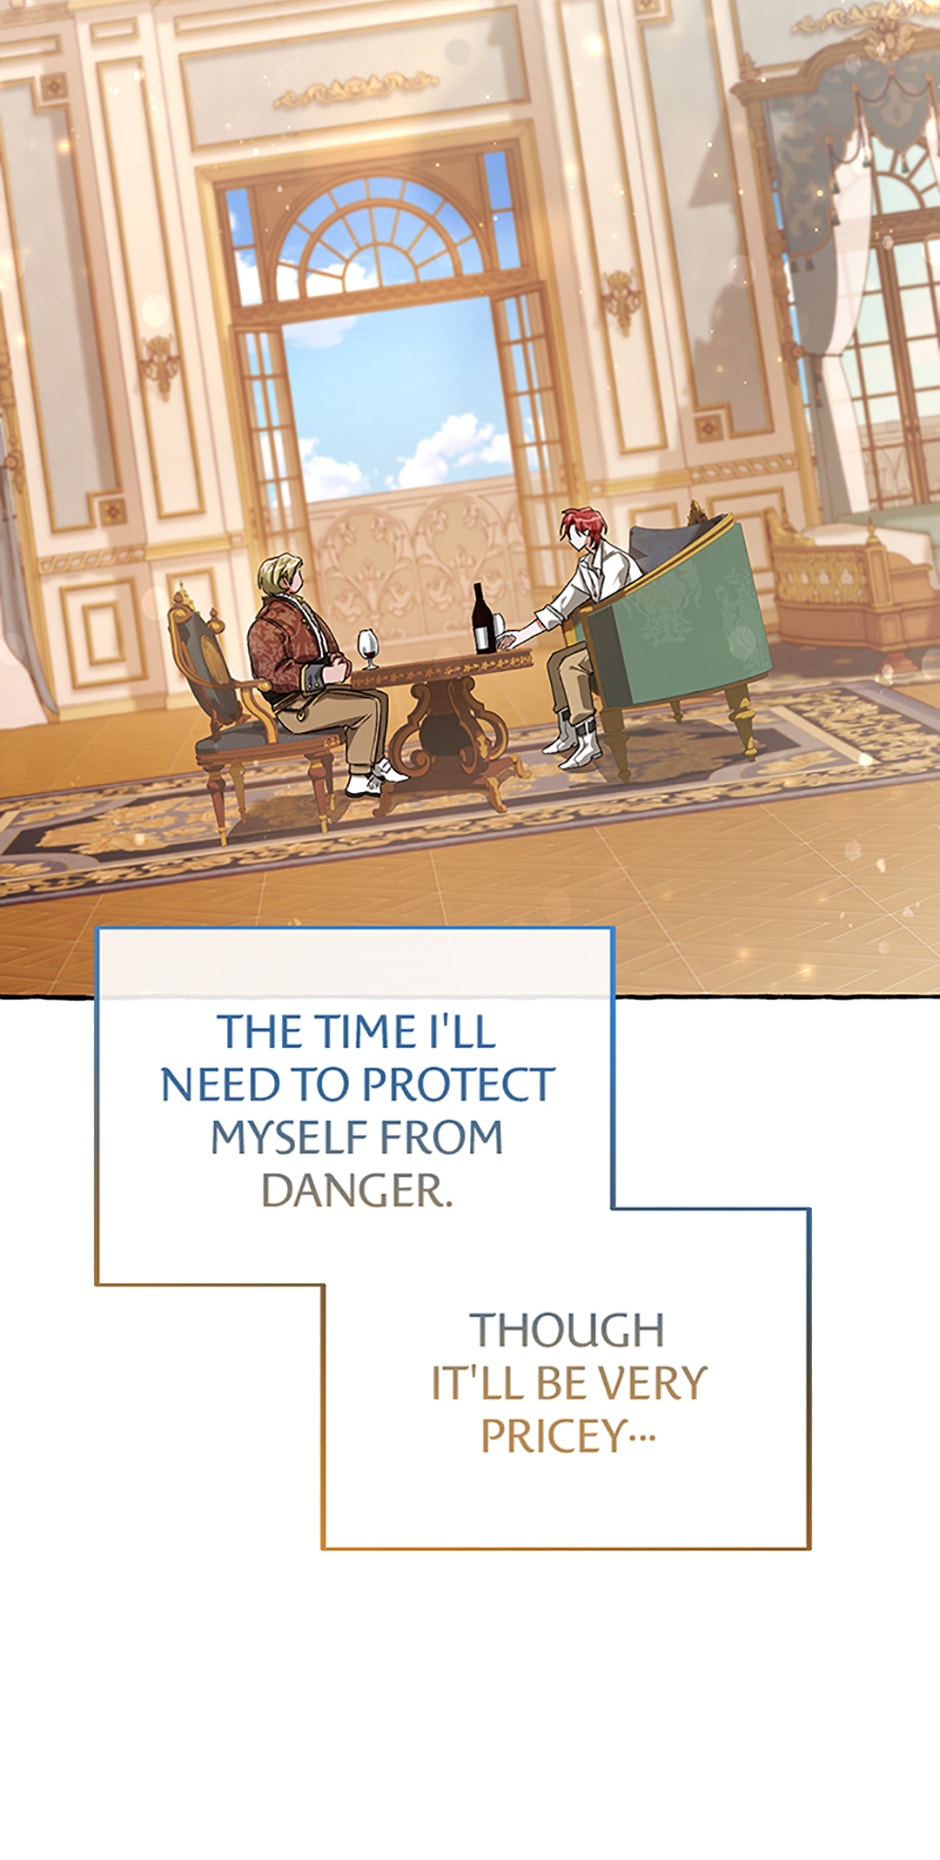 THE TIME I'LL
NEED TO PROTECT
MYSELF FROM
DANGER.
THOUGH
IT'LL BE VERY
PRICEY···